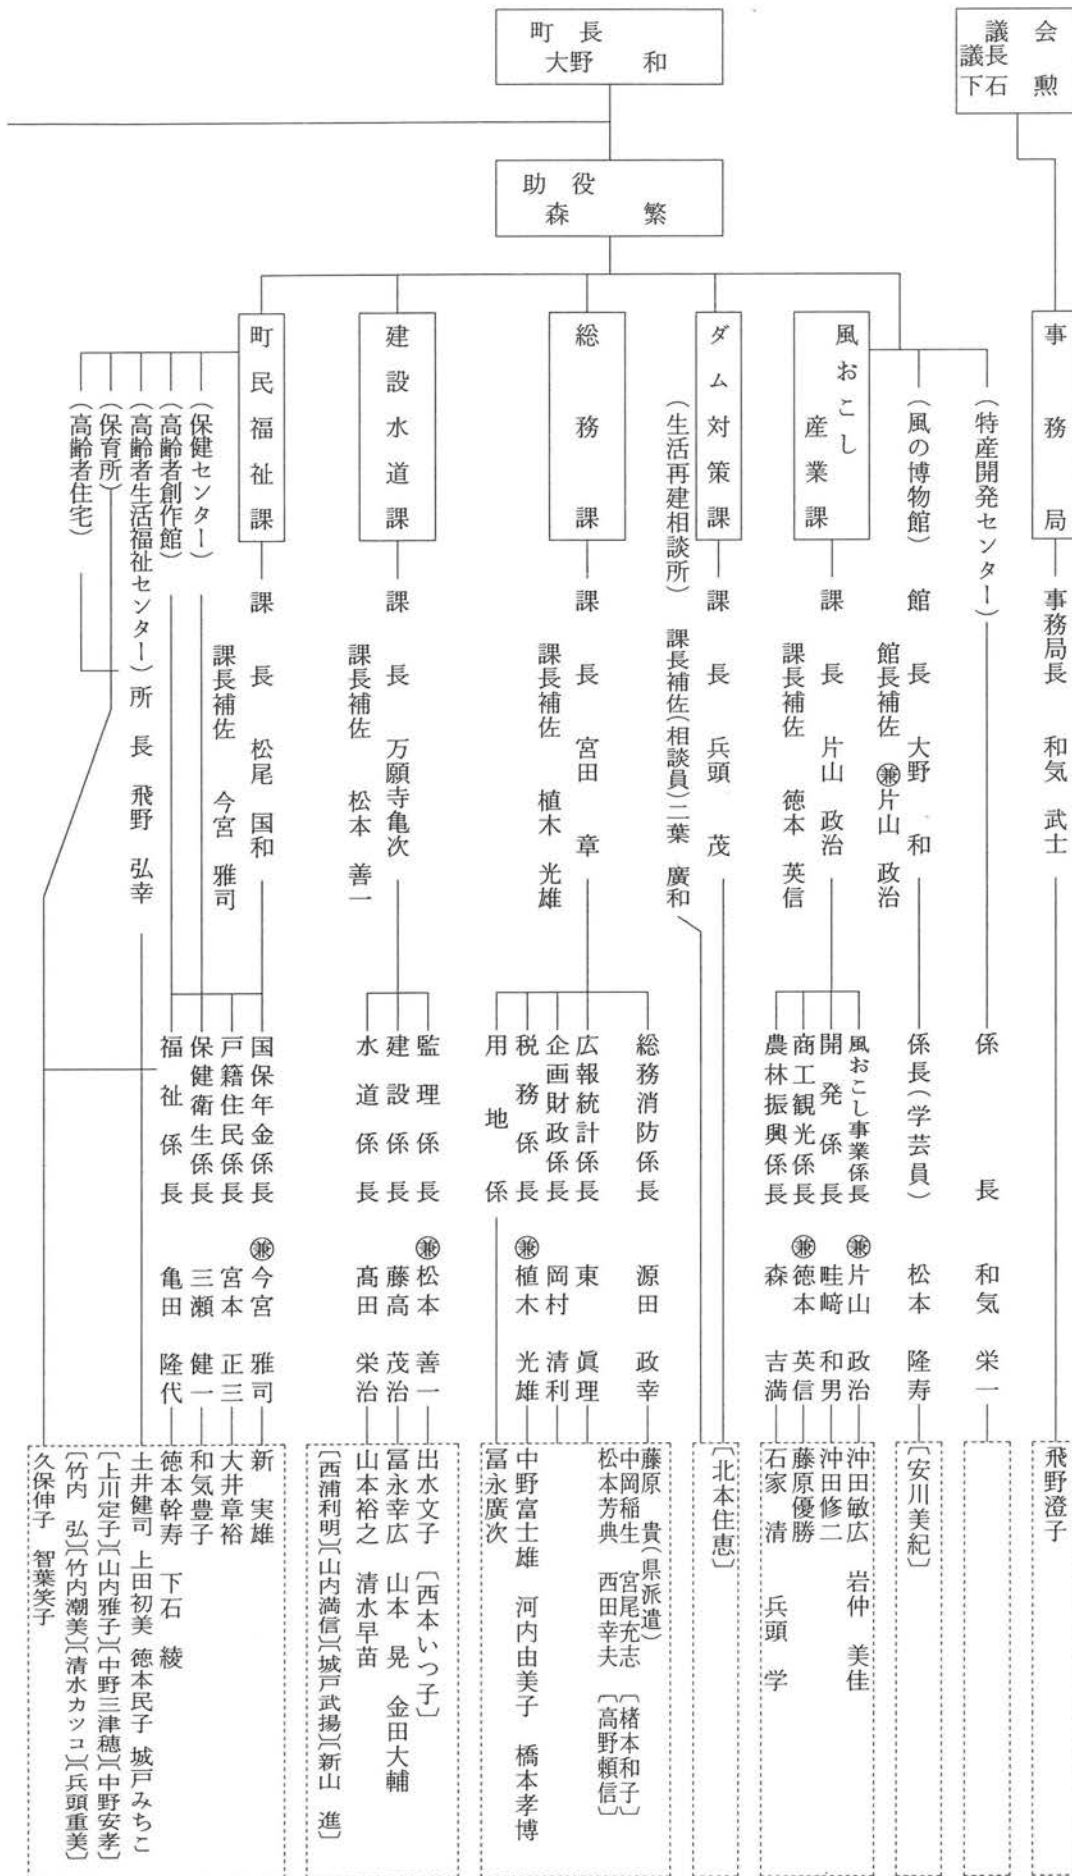 議会
議長
下石 勲
事務局
事務局長 和気 武士
飛野澄子
町長
大野 和
助役
森 繁
(特産開発センター)
係長 和気 栄一
(風の博物館)
館長 大野 和
館長補佐 ㊎片山 政治
係長(学芸員) 松本 隆寿
〔安川美紀〕
風おこし
産業課
課長 片山 政治
課長補佐 徳本 英信
風おこし事業係長 ㊎片山 政治
沖田敏広 岩仲 美佳
開発係長 畦﨑 和男
沖田修二
商工観光係長 ㊎徳本 英信
藤原優勝
農林振興係長 森 吉満
石家 清 兵頭 学
ダム対策課
課長 兵頭 茂
(生活再建相談所)
課長補佐(相談員)二葉 廣和
〔北本住恵〕
総務課
課長 宮田 章
課長補佐 植木 光雄
総務消防係長 源田 政幸
藤原 貴(県派遣)
中岡稲生 宮尾充志 〔楮本和子〕
松本芳典 西田幸夫 〔高野頼信〕
広報統計係長 東 眞理
企画財政係長 岡村 清利
税務係長 ㊎植木 光雄
中野富士雄 河内由美子 橋本孝博
用地係
冨永廣次
建設水道課
課長 万願寺亀次
課長補佐 松本 善一
監理係長 ㊎松本 善一
出水文子 〔西本いつ子〕
建設係長 藤高 茂治
冨永幸広 山本 晃 金田大輔
水道係長 髙田 栄治
山本裕之 清水早苗
〔西浦利明〕〔山内満信〕〔城戸武揚〕〔新山 進〕
町民福祉課
課長 松尾 国和
課長補佐 今宮 雅司
国保年金係長 ㊎今宮 雅司
新 実雄
戸籍住民係長 宮本 正三
大井章裕
保健衛生係長 三瀬 健一
和気豊子
福祉係長 亀田 隆代
徳本幹寿 下石 綾
(保健センター)
(高齢者創作館)
(高齢者生活福祉センター)所長 飛野 弘幸
土井健司 上田初美 徳本民子 城戸みちこ
〔上川定子〕〔山内雅子〕〔中野三津穂〕〔中野安孝〕
〔竹内 弘〕〔竹内潮美〕〔清水カツコ〕〔兵頭重美〕
(保育所)
久保伸子 智葉笑子
(高齢者住宅)